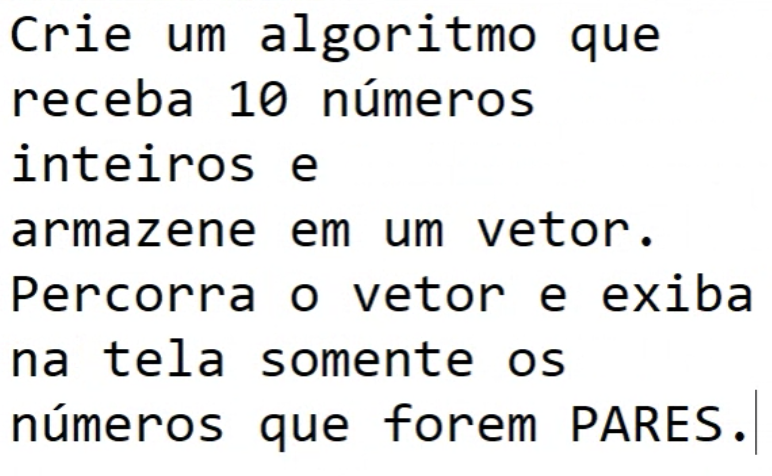 Crie um algoritmo que
receba 10 números
inteiros e
armazene em um vetor.
Percorra o vetor e exiba
na tela somente os
números que forem PARES.